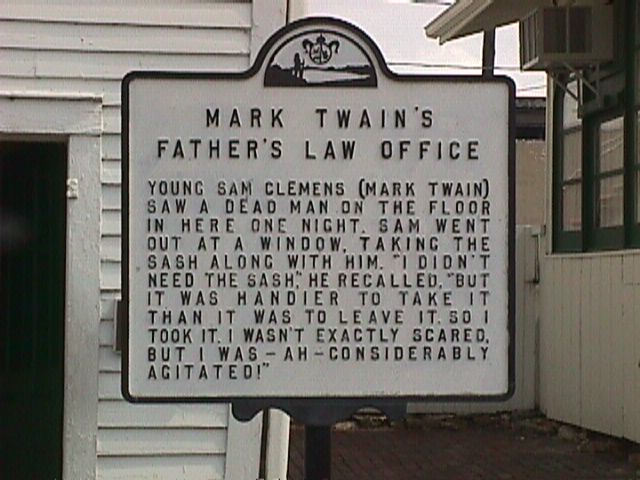 MARK TWAIN'S
FATHER'S LAW OFFICE
YOUNG SAM CLEMENS (MARK TWAIN)
SAW A DEAD MAN ON THE FLOOR
IN HERE ONE NIGHT. SAM WENT
OUT AT A WINDOW, TAKING THE
SASH ALONG WITH HIM. "I DIDN'T
NEED THE SASH," HE RECALLED, "BUT
IT WAS HANDIER TO TAKE IT
THAN IT WAS TO LEAVE IT, SO I
TOOK IT. I WASN'T EXACTLY SCARED,
BUT I WAS — AH — CONSIDERABLY
AGITATED!"